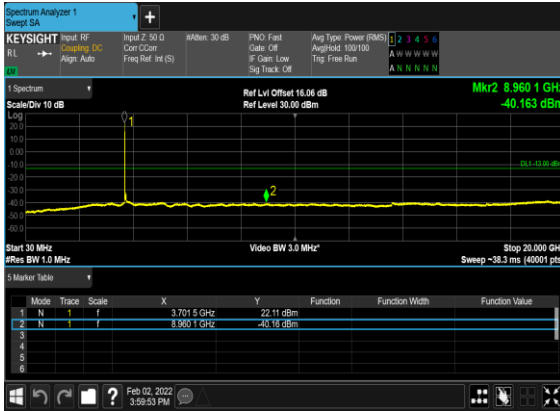 Spectrum Analyzer 1
Swept SA
+
KEYSIGHT
RL
Input: RF
Coupling: DC
Align: Auto
Input Z: 50 Ω
Corr CCorr
Freq Ref: Int (S)
#Atten: 30 dB
PNO: Fast
Gate: Off
IF Gain: Low
Sig Track: Off
Avg Type: Power (RMS)
Avg|Hold: 100/100
Trig: Free Run
1 2 3 4 5 6
A W W W W W
A N N N N N
1 Spectrum
Scale/Div 10 dB
Ref Lvl Offset 16.06 dB
Ref Level 30.00 dBm
Mkr2 8.960 1 GHz
-40.163 dBm
Log
20.0
10.0
0.00
-10.0
-20.0
-30.0
-40.0
-50.0
-60.0
1
2
DL1 -13.00 dBm
Start 30 MHz
#Res BW 1.0 MHz
Video BW 3.0 MHz*
Stop 20.000 GH
Sweep ~38.3 ms (40001 pts
5 Marker Table
Mode Trace Scale X Y Function Function Width Function Value
1 N 1 f 3.701 5 GHz 22.11 dBm
2 N 1 f 8.960 1 GHz -40.16 dBm
3
4
5
6
?
Feb 02, 2022
3:59:53 PM